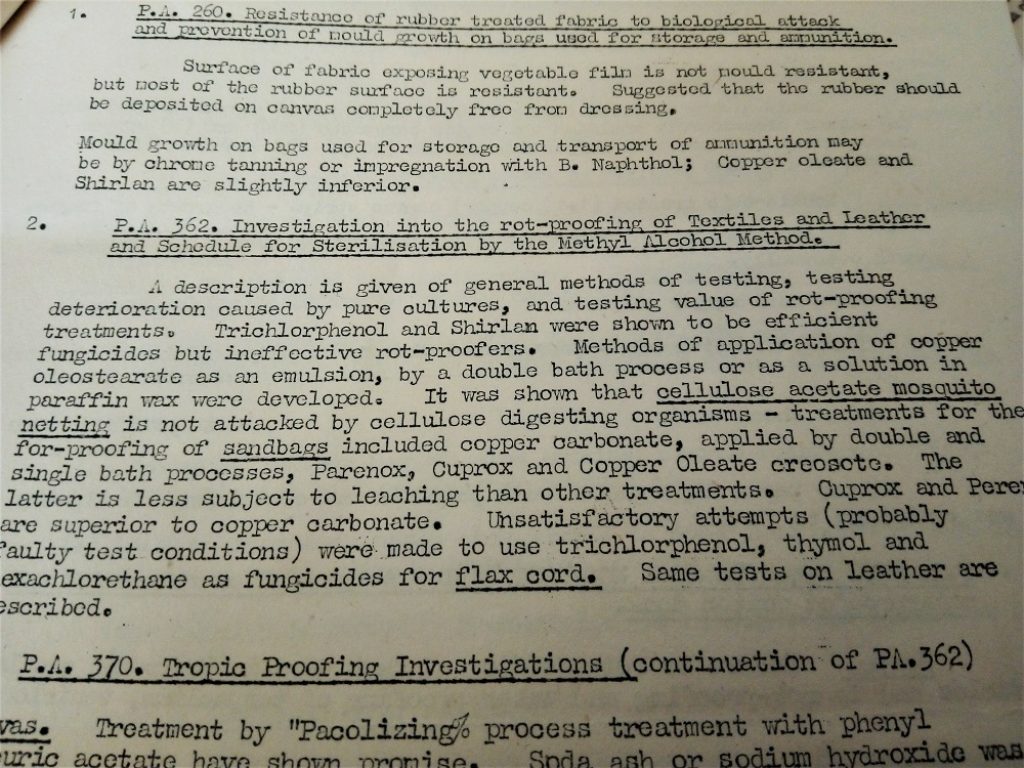 1. P.A. 260. Resistance of rubber treated fabric to biological attack
and prevention of mould growth on bags used for storage and ammunition.
Surface of fabric exposing vegetable film is not mould resistant,
but most of the rubber surface is resistant. Suggested that the rubber should
be deposited on canvas completely free from dressing.
Mould growth on bags used for storage and transport of ammunition may
be by chrome tanning or impregnation with B. Naphthol; Copper oleate and
Shirlan are slightly inferior.
2. P.A. 362. Investigation into the rot-proofing of Textiles and Leather
and Schedule for Sterilisation by the Methyl Alcohol Method.
A description is given of general methods of testing, testing
deterioration caused by pure cultures, and testing value of rot-proofing
treatments. Trichlorphenol and Shirlan were shown to be efficient
fungicides but ineffective rot-proofers. Methods of application of copper
oleostearate as an emulsion, by a double bath process or as a solution in
paraffin wax were developed. It was shown that cellulose acetate mosquito
netting is not attacked by cellulose digesting organisms - treatments for the
for-proofing of sandbags included copper carbonate, applied by double and
single bath processes, Parenox, Cuprox and Copper Oleate creosote. The
latter is less subject to leaching than other treatments. Cuprox and Pere
are superior to copper carbonate. Unsatisfactory attempts (probably
faulty test conditions) were made to use trichlorphenol, thymol and
exachlorethane as fungicides for flax cord. Same tests on leather are
escribed.
P.A. 370. Tropic Proofing Investigations (continuation of PA.362)
vas. Treatment by "Pacolizing% process treatment with phenyl
uric acetate have shown promise. Soda ash or sodium hydroxide was